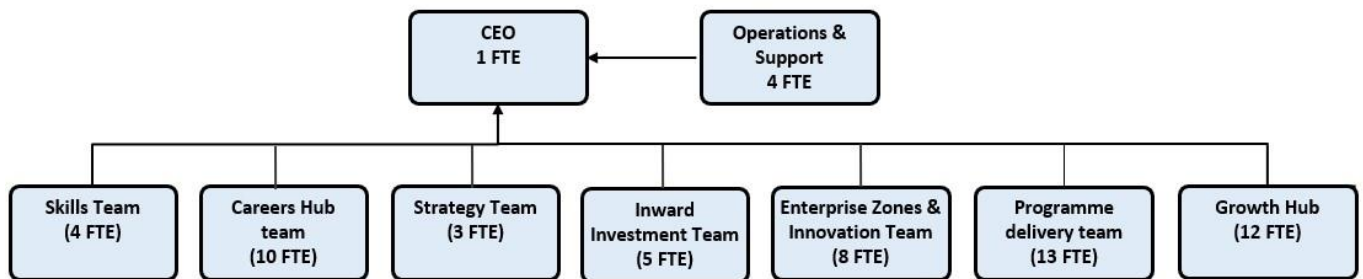 CEO
1 FTE
Operations &
Support
4 FTE
Skills Team
(4 FTE)
Careers Hub
team
(10 FTE)
Strategy Team
(3 FTE)
Inward
Investment Team
(5 FTE)
Enterprise Zones &
Innovation Team
(8 FTE)
Programme
delivery team
(13 FTE)
Growth Hub
(12 FTE)